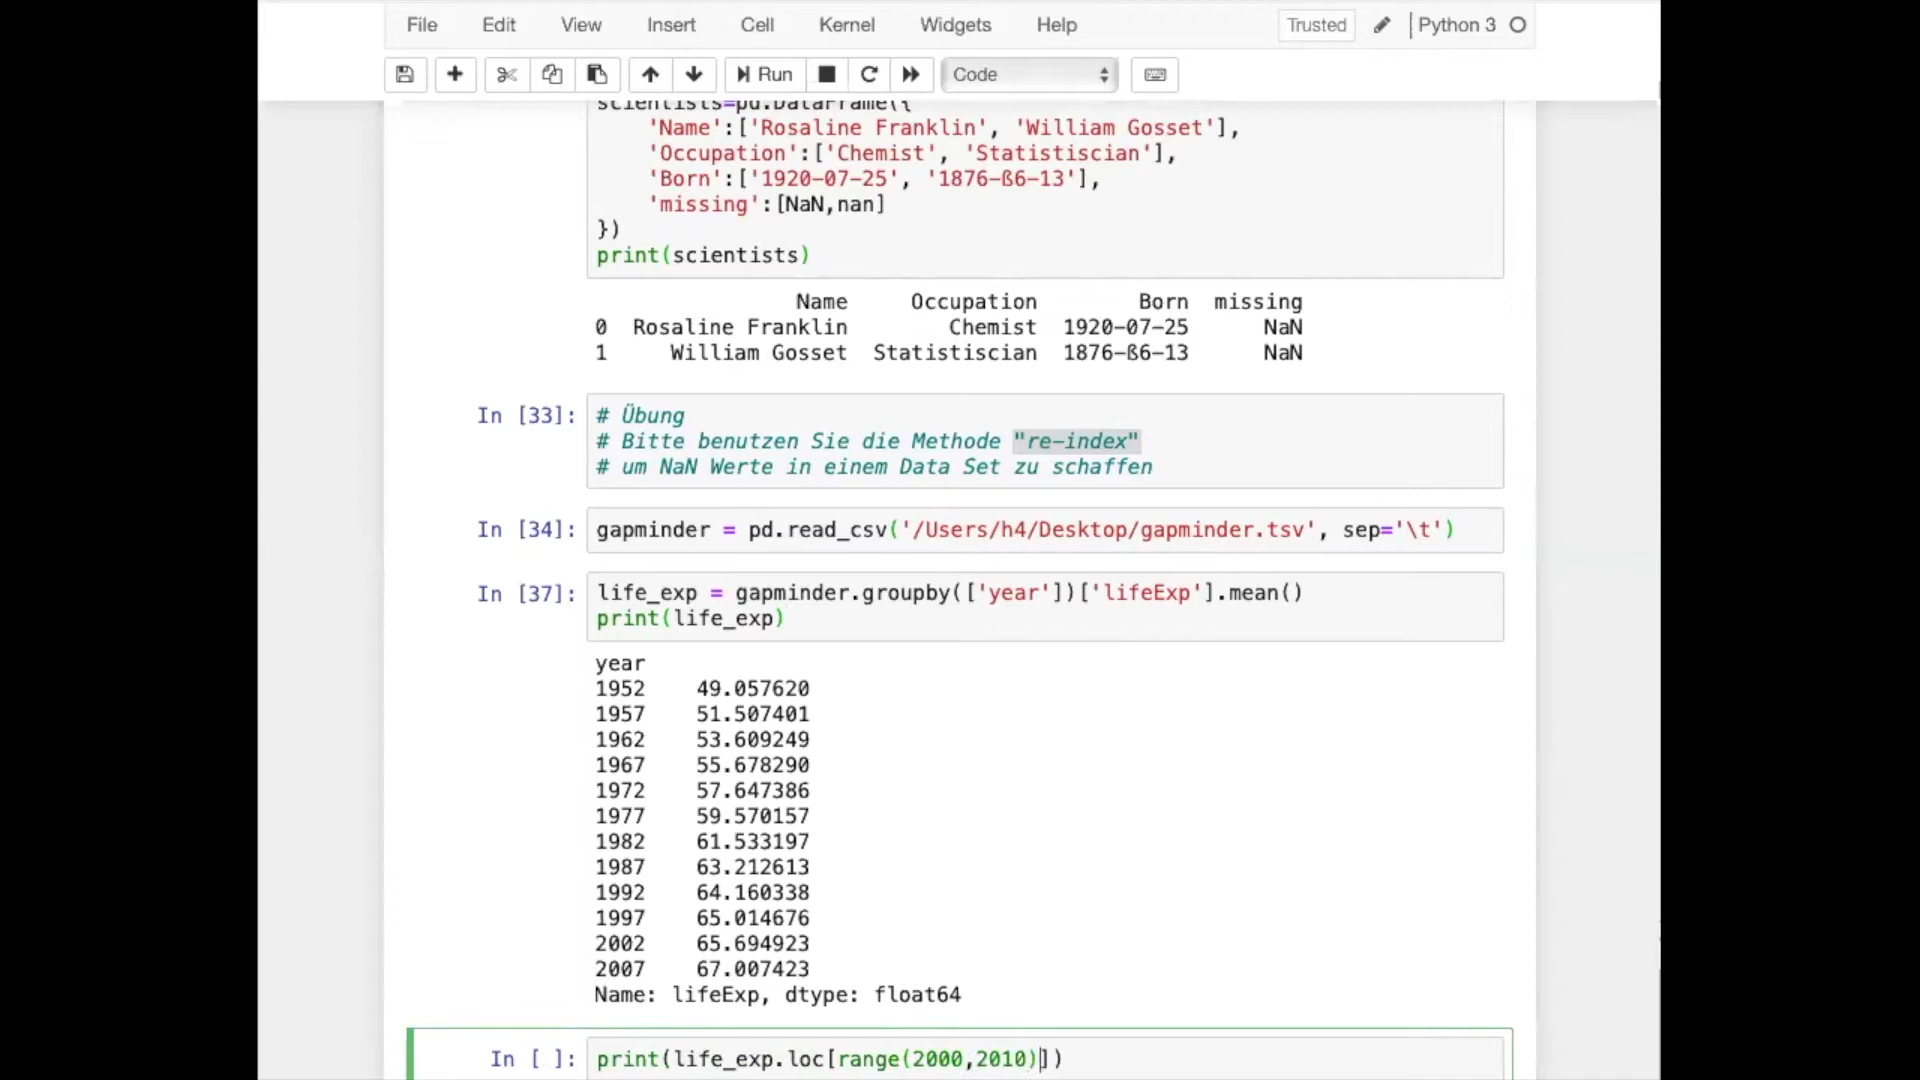 File Edit View Insert Cell Kernel Widgets Help Trusted Python 3
Run Code
scientists=pd.DataFrame({
'Name':['Rosaline Franklin', 'William Gosset'],
'Occupation':['Chemist', 'Statistiscian'],
'Born':['1920-07-25', '1876-ß6-13'],
'missing':[NaN,nan]
})
print(scientists)
Name Occupation Born missing
0 Rosaline Franklin Chemist 1920-07-25 NaN
1 William Gosset Statistiscian 1876-ß6-13 NaN
In [33]: # Übung
# Bitte benutzen Sie die Methode "re-index"
# um NaN Werte in einem Data Set zu schaffen
In [34]: gapminder = pd.read_csv('/Users/h4/Desktop/gapminder.tsv', sep='\t')
In [37]: life_exp = gapminder.groupby(['year'])['lifeExp'].mean()
print(life_exp)
year
1952 49.057620
1957 51.507401
1962 53.609249
1967 55.678290
1972 57.647386
1977 59.570157
1982 61.533197
1987 63.212613
1992 64.160338
1997 65.014676
2002 65.694923
2007 67.007423
Name: lifeExp, dtype: float64
In [ ]: print(life_exp.loc[range(2000,2010)])